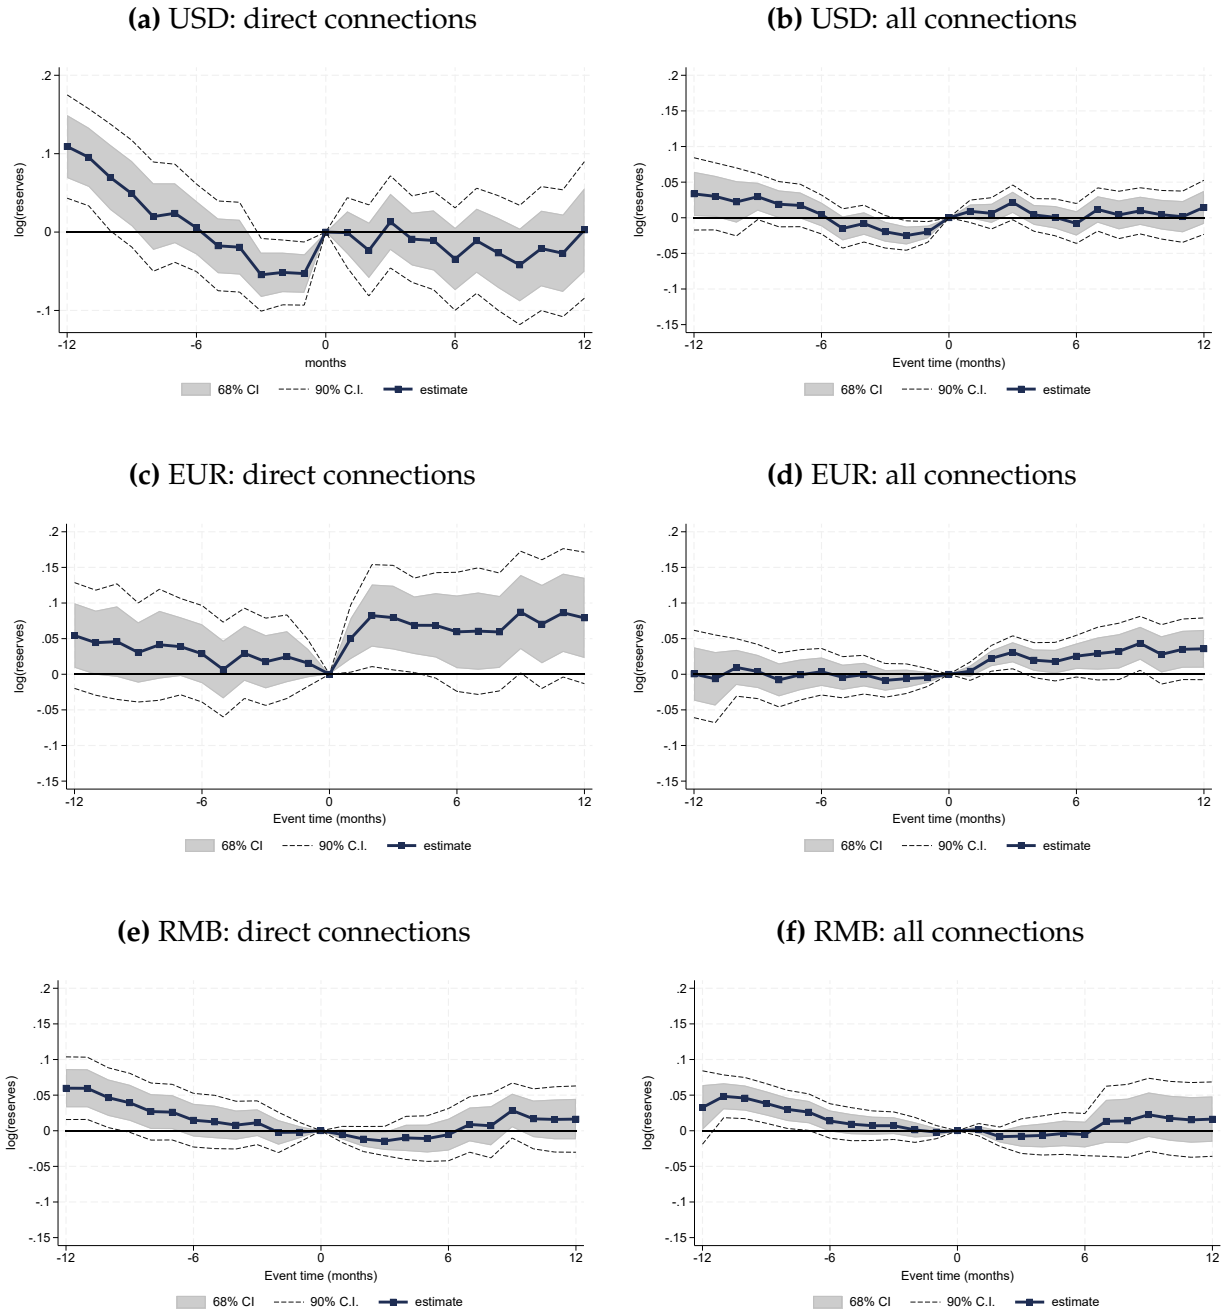 (a) USD: direct connections
.2
.1
0
-.1
log(reserves)
-12
-6
0
6
12
months
68% CI
90% C.I.
estimate
(b) USD: all connections
.2
.15
.1
.05
0
-.05
-.1
-.15
log(reserves)
-12
-6
0
6
12
Event time (months)
68% CI
90% C.I.
estimate
(c) EUR: direct connections
.2
.15
.1
.05
0
-.05
-.1
-.15
log(reserves)
-12
-6
0
6
12
Event time (months)
68% CI
90% C.I.
estimate
(d) EUR: all connections
.2
.15
.1
.05
0
-.05
-.1
-.15
log(reserves)
-12
-6
0
6
12
Event time (months)
68% CI
90% C.I.
estimate
(e) RMB: direct connections
.2
.15
.1
.05
0
-.05
-.1
-.15
log(reserves)
-12
-6
0
6
12
Event time (months)
68% CI
90% C.I.
estimate
(f) RMB: all connections
.2
.15
.1
.05
0
-.05
-.1
-.15
log(reserves)
-12
-6
0
6
12
Event time (months)
68% CI
90% C.I.
estimate